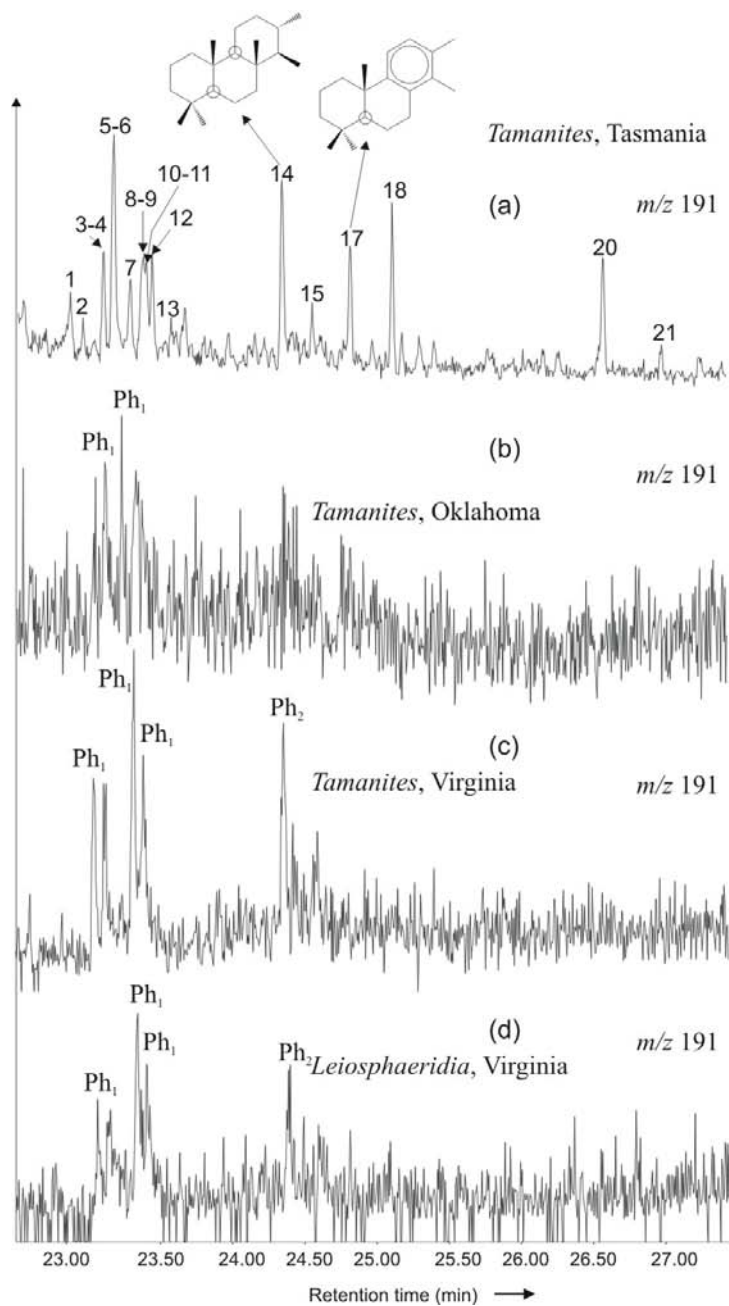 Tamanites, Tasmania
5-6
10-11
(a)
m/z 191
14
8-9
18
3-4
12
17
20
7
1
15
2
13
21
Ph₁
Ph₁
(b)
m/z 191
Tamanites, Oklahoma
Ph₁
Ph₂
Ph₁
Ph₁
(c)
Tamanites, Virginia
m/z 191
Ph₁
(d)
Ph₁
m/z 191
Ph₂
Leiosphaeridia, Virginia
Ph₁
23.00 23.50 24.00 24.50 25.00 25.50 26.00 26.50 27.00
Retention time (min)